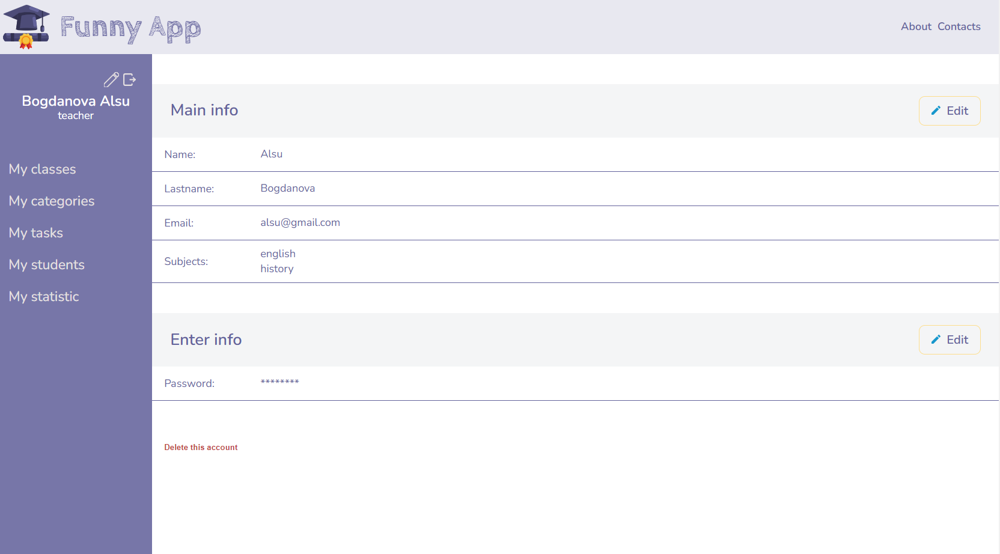 Funny App
About Contacts
Bogdanova Alsu
teacher
My classes
My categories
My tasks
My students
My statistic
Main info
Edit
Name: Alsu
Lastname: Bogdanova
Email: alsu@gmail.com
Subjects: english
history
Enter info
Edit
Password: ********
Delete this account